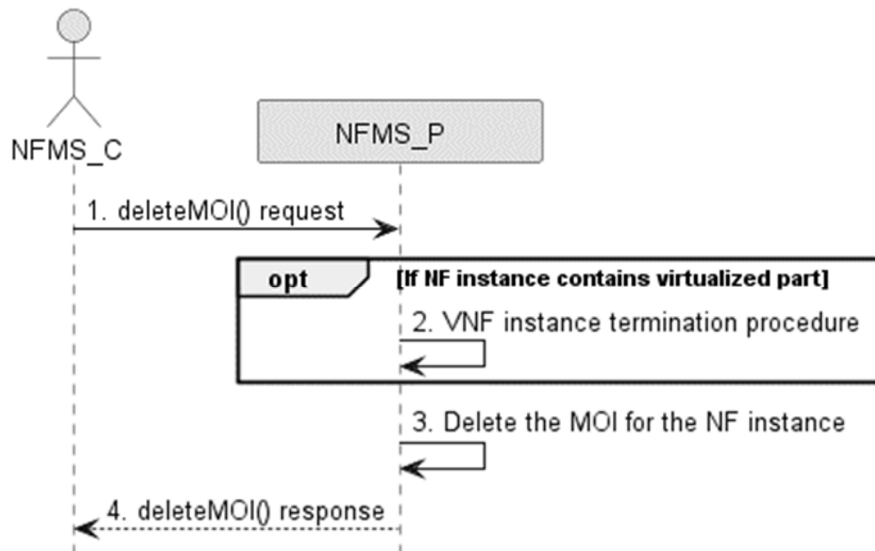 NFMS_C
NFMS_P
1. deleteMOI() request
opt
[If NF instance contains virtualized part]
2. VNF instance termination procedure
3. Delete the MOI for the NF instance
4. deleteMOI() response